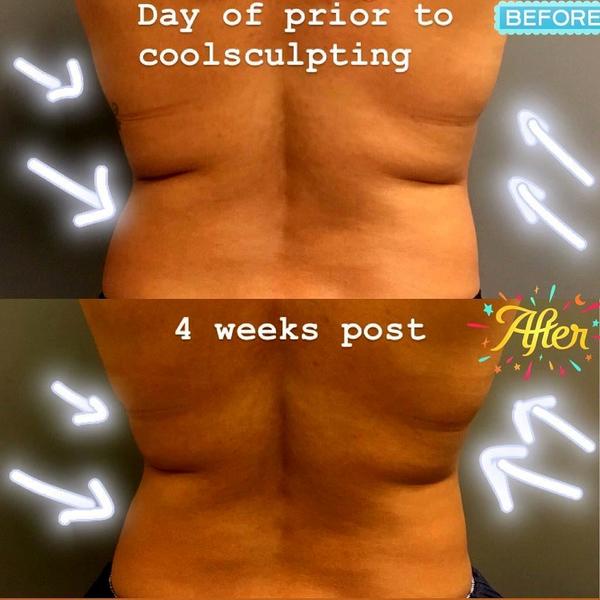 Day of prior to
coolsculpting
BEFORE
4 weeks post
After